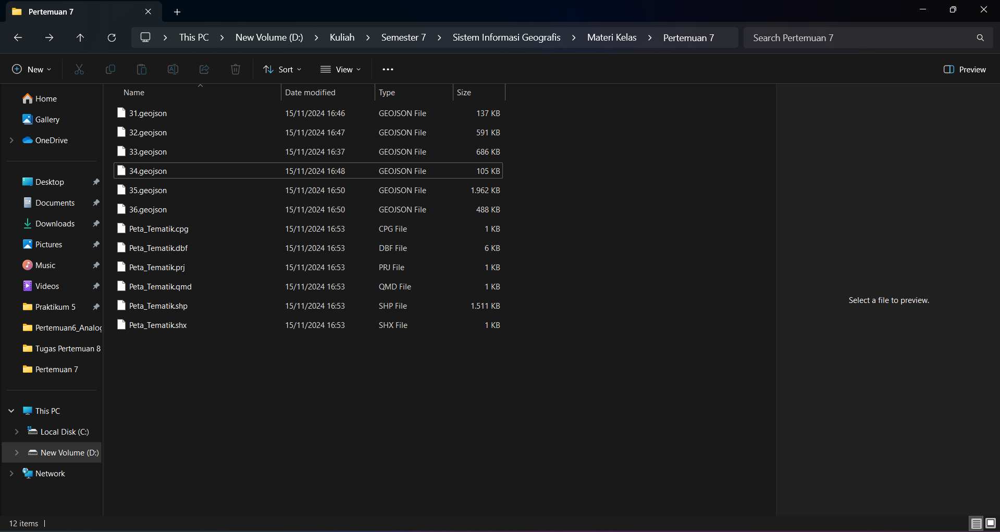 Pertemuan 7
This PC > New Volume (D:) > Kuliah > Semester 7 > Sistem Informasi Geografis > Materi Kelas > Pertemuan 7
Search Pertemuan 7
New
Sort
View
Preview
Home
Gallery
OneDrive
Desktop
Documents
Downloads
Pictures
Music
Videos
Praktikum 5
Pertemuan6_Analog
Tugas Pertemuan 8
Pertemuan 7
This PC
Local Disk (C:)
New Volume (D:)
Network
Name Date modified Type Size
31.geojson 15/11/2024 16:46 GEOJSON File 137 KB
32.geojson 15/11/2024 16:47 GEOJSON File 591 KB
33.geojson 15/11/2024 16:37 GEOJSON File 686 KB
34.geojson 15/11/2024 16:48 GEOJSON File 105 KB
35.geojson 15/11/2024 16:50 GEOJSON File 1.962 KB
36.geojson 15/11/2024 16:50 GEOJSON File 488 KB
Peta_Tematik.cpg 15/11/2024 16:53 CPG File 1 KB
Peta_Tematik.dbf 15/11/2024 16:53 DBF File 6 KB
Peta_Tematik.prj 15/11/2024 16:53 PRJ File 1 KB
Peta_Tematik.qmd 15/11/2024 16:53 QMD File 1 KB
Peta_Tematik.shp 15/11/2024 16:53 SHP File 1.511 KB
Peta_Tematik.shx 15/11/2024 16:53 SHX File 1 KB
Select a file to preview.
12 items